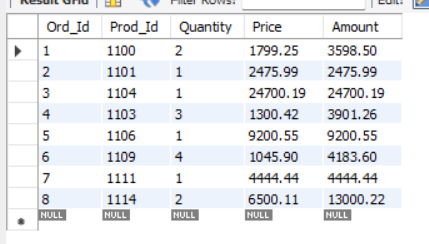 Result Grid Filter Rows: Edit:
Ord_Id Prod_Id Quantity Price Amount
1 1100 2 1799.25 3598.50
2 1101 1 2475.99 2475.99
3 1104 1 24700.19 24700.19
4 1103 3 1300.42 3901.26
5 1106 1 9200.55 9200.55
6 1109 4 1045.90 4183.60
7 1111 1 4444.44 4444.44
8 1114 2 6500.11 13000.22
NULL NULL NULL NULL NULL